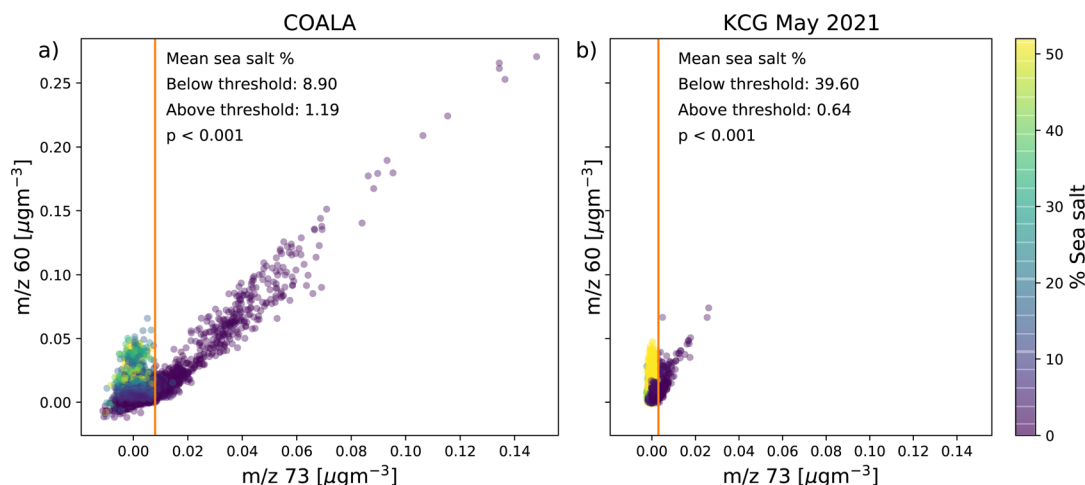 COALA
a)
Mean sea salt %
Below threshold: 8.90
Above threshold: 1.19
p < 0.001
m/z 60 [μgm⁻³]
0.25
0.20
0.15
0.10
0.05
0.00
0.00 0.02 0.04 0.06 0.08 0.10 0.12 0.14
m/z 73 [μgm⁻³]
KCG May 2021
b)
Mean sea salt %
Below threshold: 39.60
Above threshold: 0.64
p < 0.001
m/z 60 [μgm⁻³]
0.00 0.02 0.04 0.06 0.08 0.10 0.12 0.14
m/z 73 [μgm⁻³]
50
40
30
20
10
0
% Sea salt